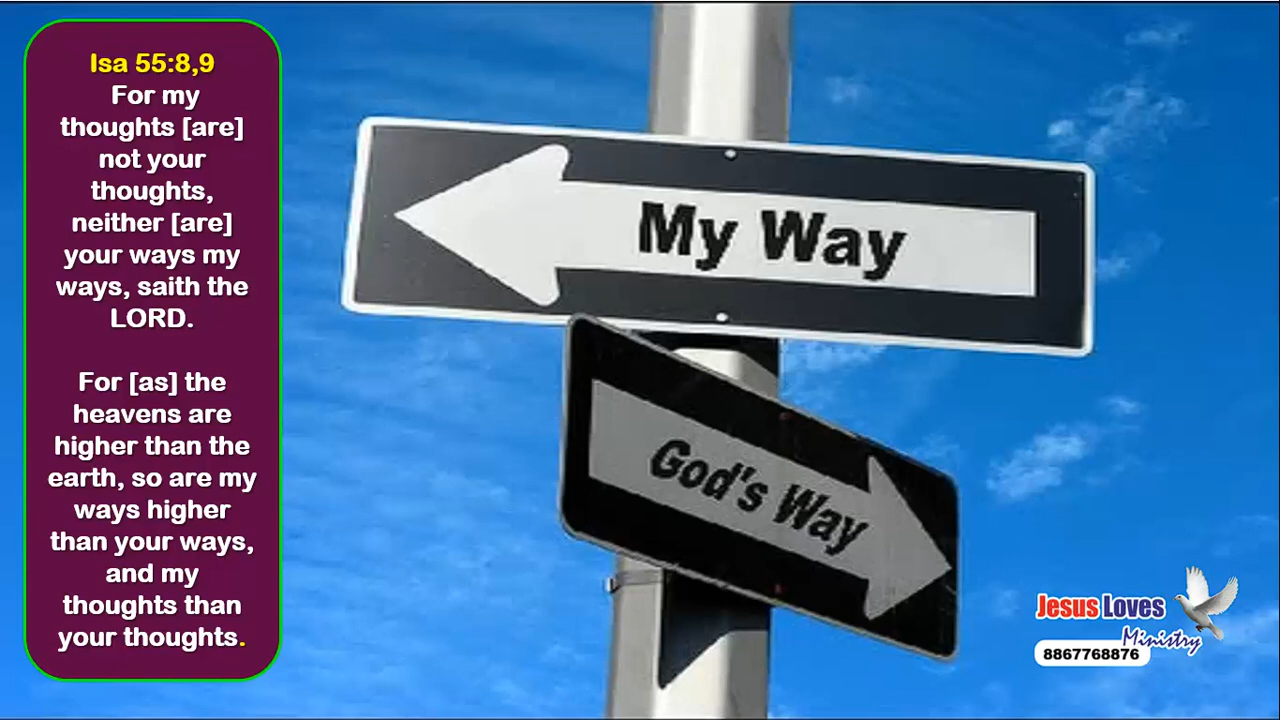 Isa 55:8,9
For my
thoughts [are]
not your
thoughts,
neither [are]
your ways my
ways, saith the
LORD.
For [as] the
heavens are
higher than the
earth, so are my
ways higher
than your ways,
and my
thoughts than
your thoughts.
My Way
God's Way
Jesus Loves
Ministry
8867768876